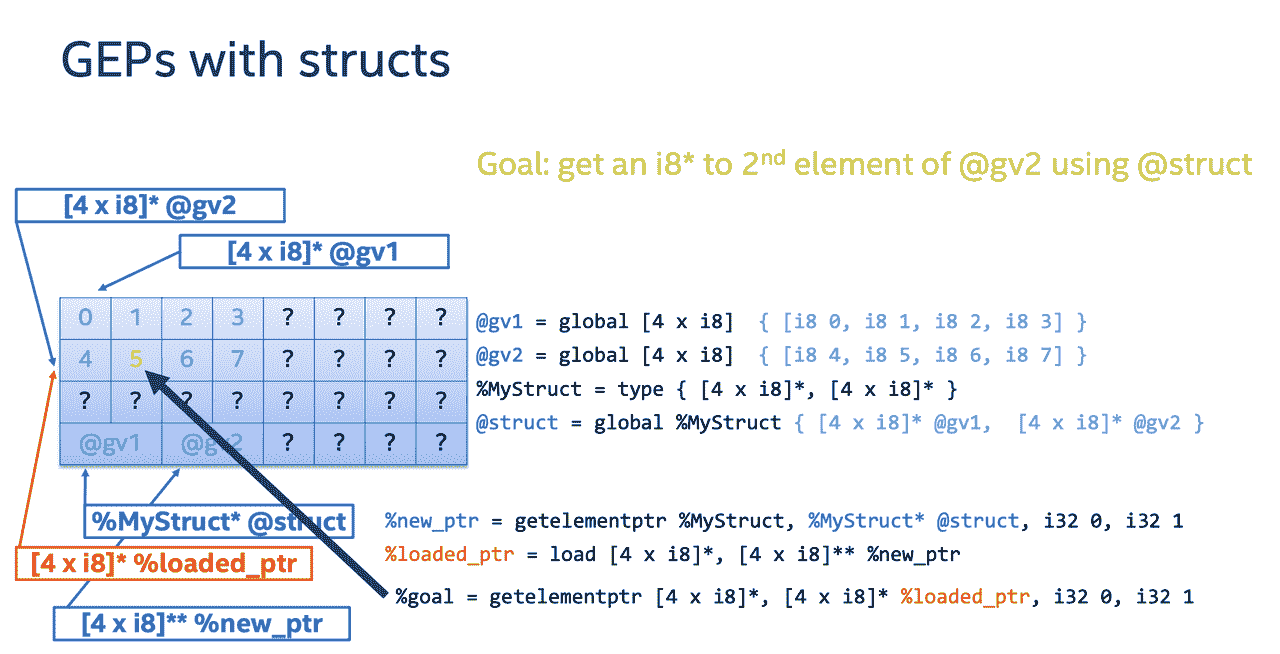 GEPs with structs
Goal: get an i8* to 2nd element of @gv2 using @struct
[4 x i8]* @gv2
[4 x i8]* @gv1
0 1 2 3 ? ? ? ?
4 5 6 7 ? ? ? ?
? ? ? ? ? ? ? ?
@gv1 @gv2 ? ? ? ?
@gv1 = global [4 x i8] { [i8 0, i8 1, i8 2, i8 3] }
@gv2 = global [4 x i8] { [i8 4, i8 5, i8 6, i8 7] }
%MyStruct = type { [4 x i8]*, [4 x i8]* }
@struct = global %MyStruct { [4 x i8]* @gv1, [4 x i8]* @gv2 }
%MyStruct* @struct
[4 x i8]* %loaded_ptr
[4 x i8]** %new_ptr
%new_ptr = getelementptr %MyStruct, %MyStruct* @struct, i32 0, i32 1
%loaded_ptr = load [4 x i8]*, [4 x i8]** %new_ptr
%goal = getelementptr [4 x i8]*, [4 x i8]* %loaded_ptr, i32 0, i32 1